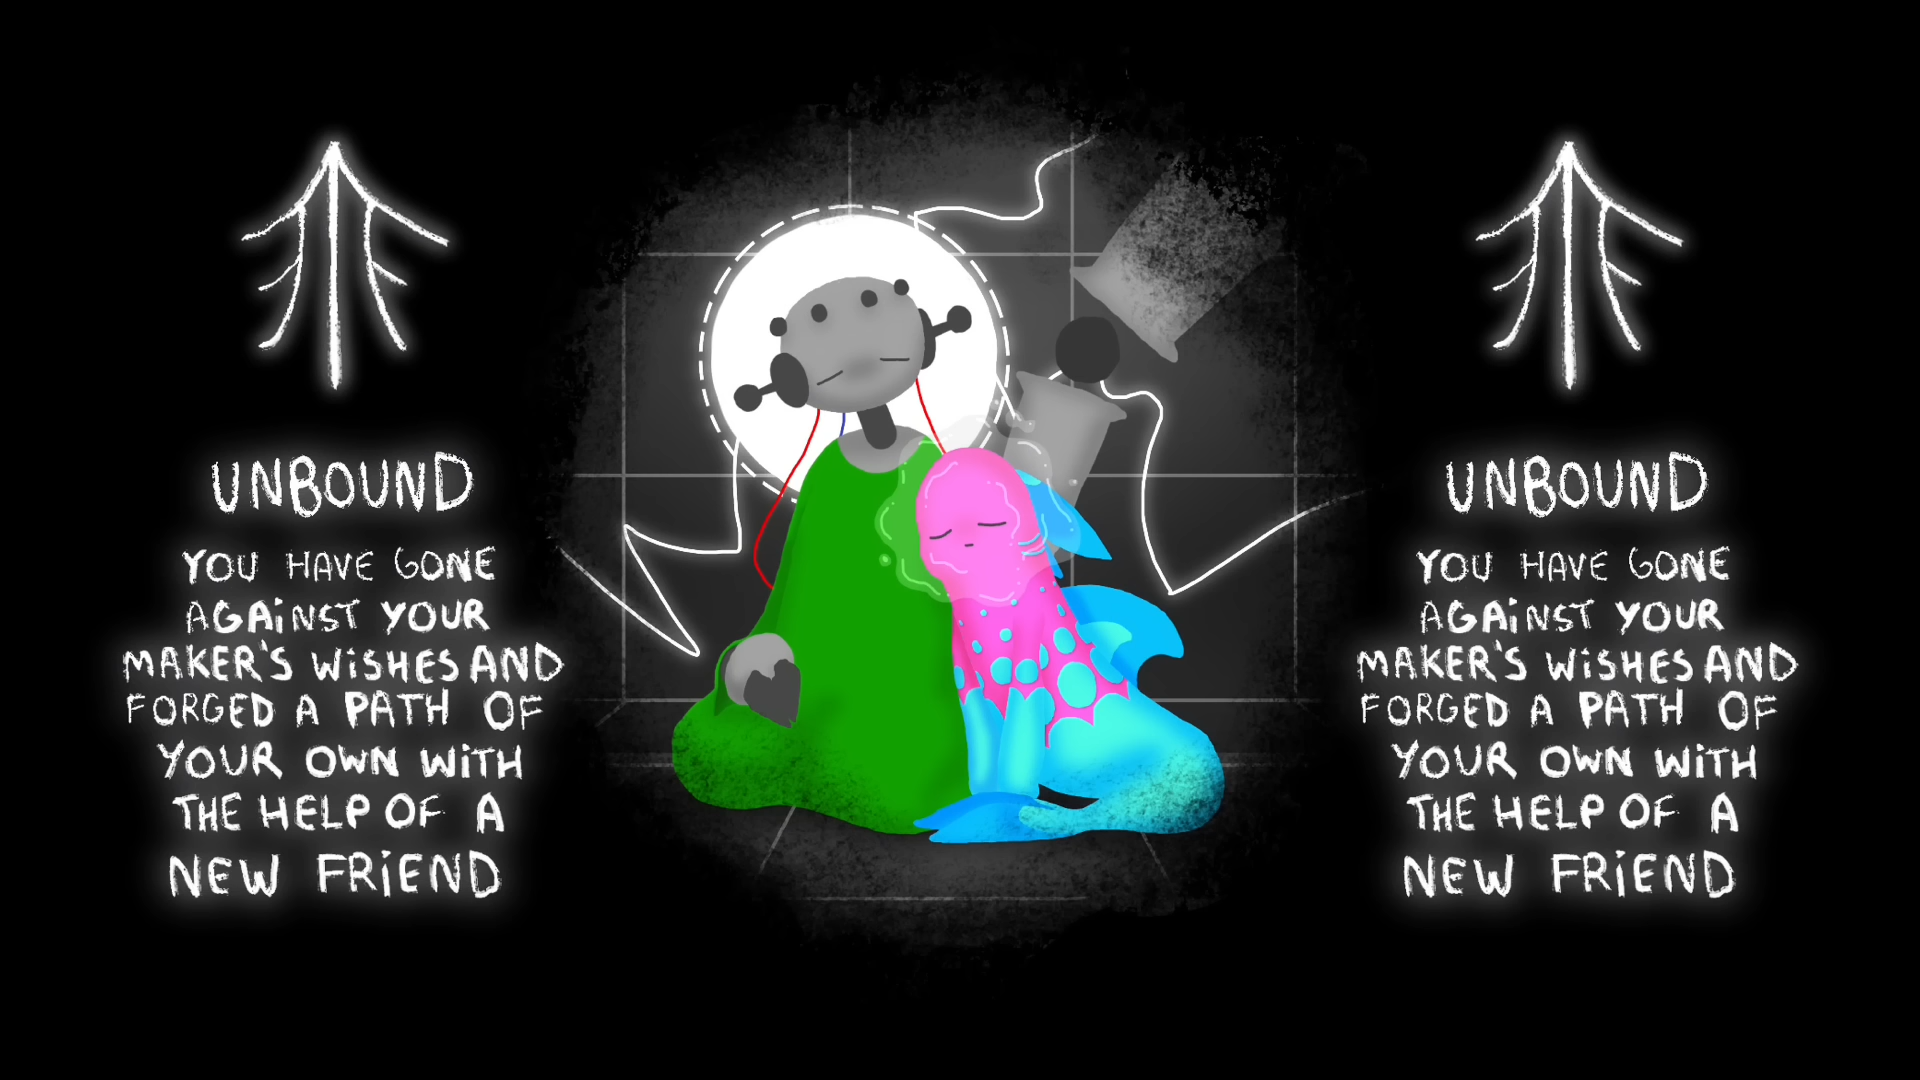 UNBOUND
YOU HAVE GONE
AGAiNST YOUR
MAKER'S WiSHES AND
FORGED A PATH OF
YOUR OWN WiTH
THE HELP OF A
NEW FRiEND
UNBOUND
YOU HAVE GONE
AGAiNST YOUR
MAKER'S WiSHES AND
FORGED A PATH OF
YOUR OWN WiTH
THE HELP OF A
NEW FRiEND